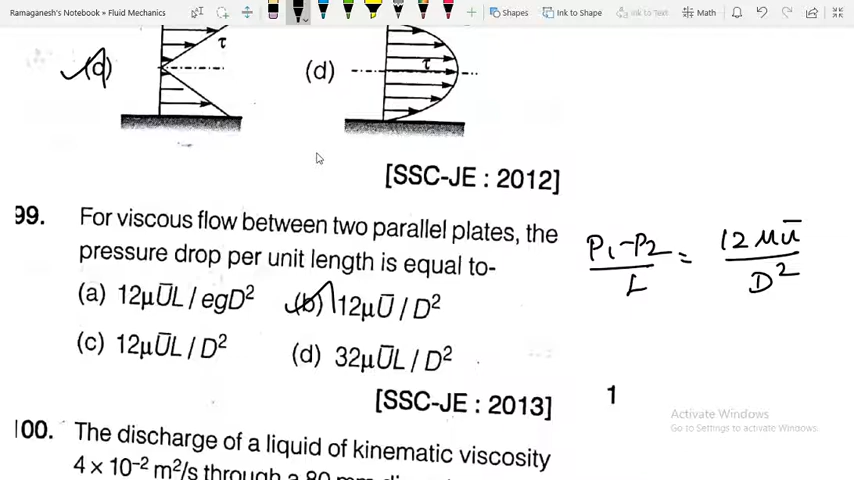 Ramaganesh's Notebook » Fluid Mechanics
Shapes Ink to Shape Ink to Text Math
τ
(d) τ
[SSC-JE : 2012]
99. For viscous flow between two parallel plates, the
pressure drop per unit length is equal to-
(a) 12μŪL / egD² (b) 12μŪ / D²
(c) 12μŪL / D² (d) 32μŪL / D²
[SSC-JE : 2013]
P₁-P₂ / L = 12μū / D²
1
Activate Windows
Go to Settings to activate Windows.
100. The discharge of a liquid of kinematic viscosity
4 × 10⁻² m²/s through a 80 mm